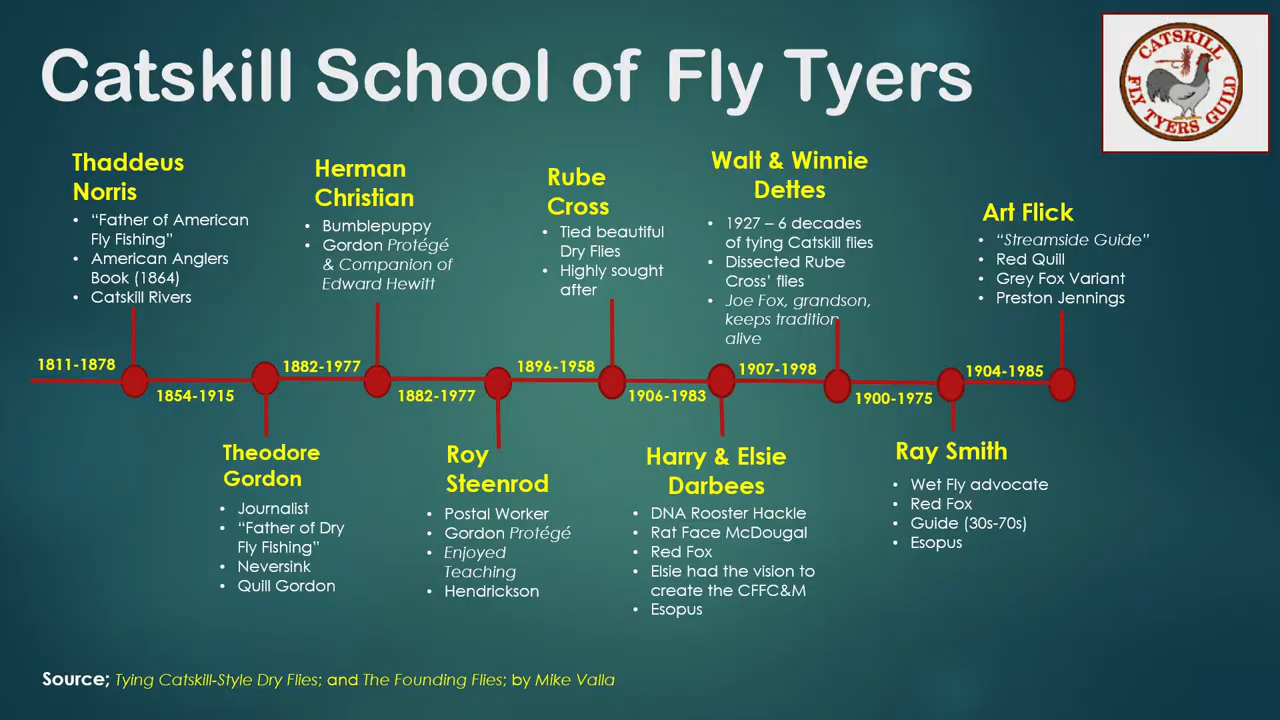 Catskill School of Fly Tyers
CATSKILL
FLY TYERS GUILD
Thaddeus
Norris
• “Father of American
Fly Fishing”
• American Anglers
Book (1864)
• Catskill Rivers
Herman
Christian
• Bumblepuppy
• Gordon Protégé
& Companion of
Edward Hewitt
Rube
Cross
• Tied beautiful
Dry Flies
• Highly sought
after
Walt & Winnie
Dettes
• 1927 – 6 decades
of tying Catskill flies
• Dissected Rube
Cross’ flies
• Joe Fox, grandson,
keeps tradition
alive
Art Flick
• “Streamside Guide”
• Red Quill
• Grey Fox Variant
• Preston Jennings
1811-1878
1854-1915
1882-1977
1882-1977
1896-1958
1906-1983
1907-1998
1900-1975
1904-1985
Theodore
Gordon
• Journalist
• “Father of Dry
Fly Fishing”
• Neversink
• Quill Gordon
Roy
Steenrod
• Postal Worker
• Gordon Protégé
• Enjoyed
Teaching
• Hendrickson
Harry & Elsie
Darbees
• DNA Rooster Hackle
• Rat Face McDougal
• Red Fox
• Elsie had the vision to
create the CFFC&M
• Esopus
Ray Smith
• Wet Fly advocate
• Red Fox
• Guide (30s-70s)
• Esopus
Source; Tying Catskill-Style Dry Flies; and The Founding Flies; by Mike Valla